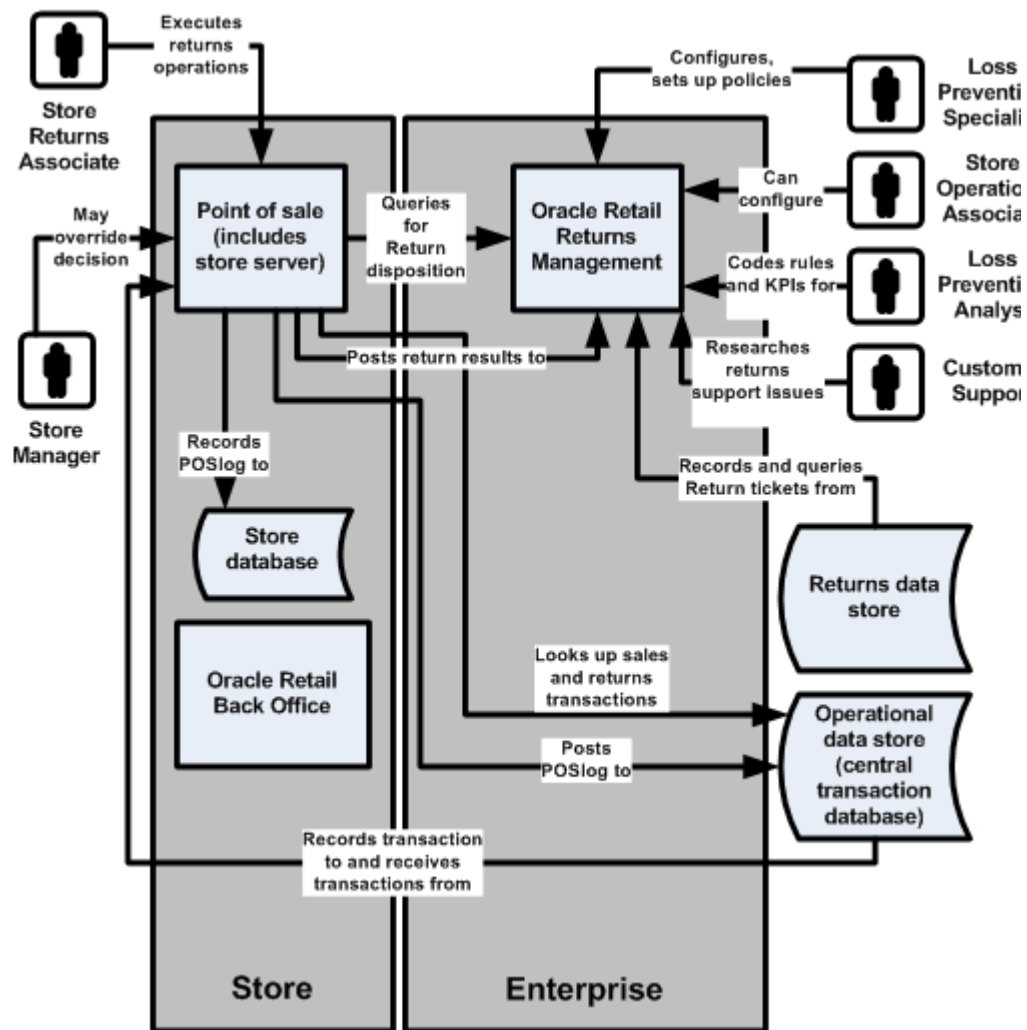 Executes
returns
operations
Store
Returns
Associate
May
override
decision
Store
Manager
Point of sale
(includes
store server)
Queries
for
Return
disposition
Oracle Retail
Returns
Management
Configures,
sets up policies
Loss
Preventi
Speciali
Can
configure
Store
Operatio
Associa
Codes rules
and KPIs for
Loss
Preventi
Analys
Researches
returns
support issues
Custom
Suppor
Posts return results to
Records
POSlog to
Records and queries
Return tickets from
Store
database
Returns data
store
Oracle Retail
Back Office
Looks up sales
and returns
transactions
Posts
POSlog to
Operational
data store
(central
transaction
database)
Records transaction
to and receives
transactions from
Store
Enterprise